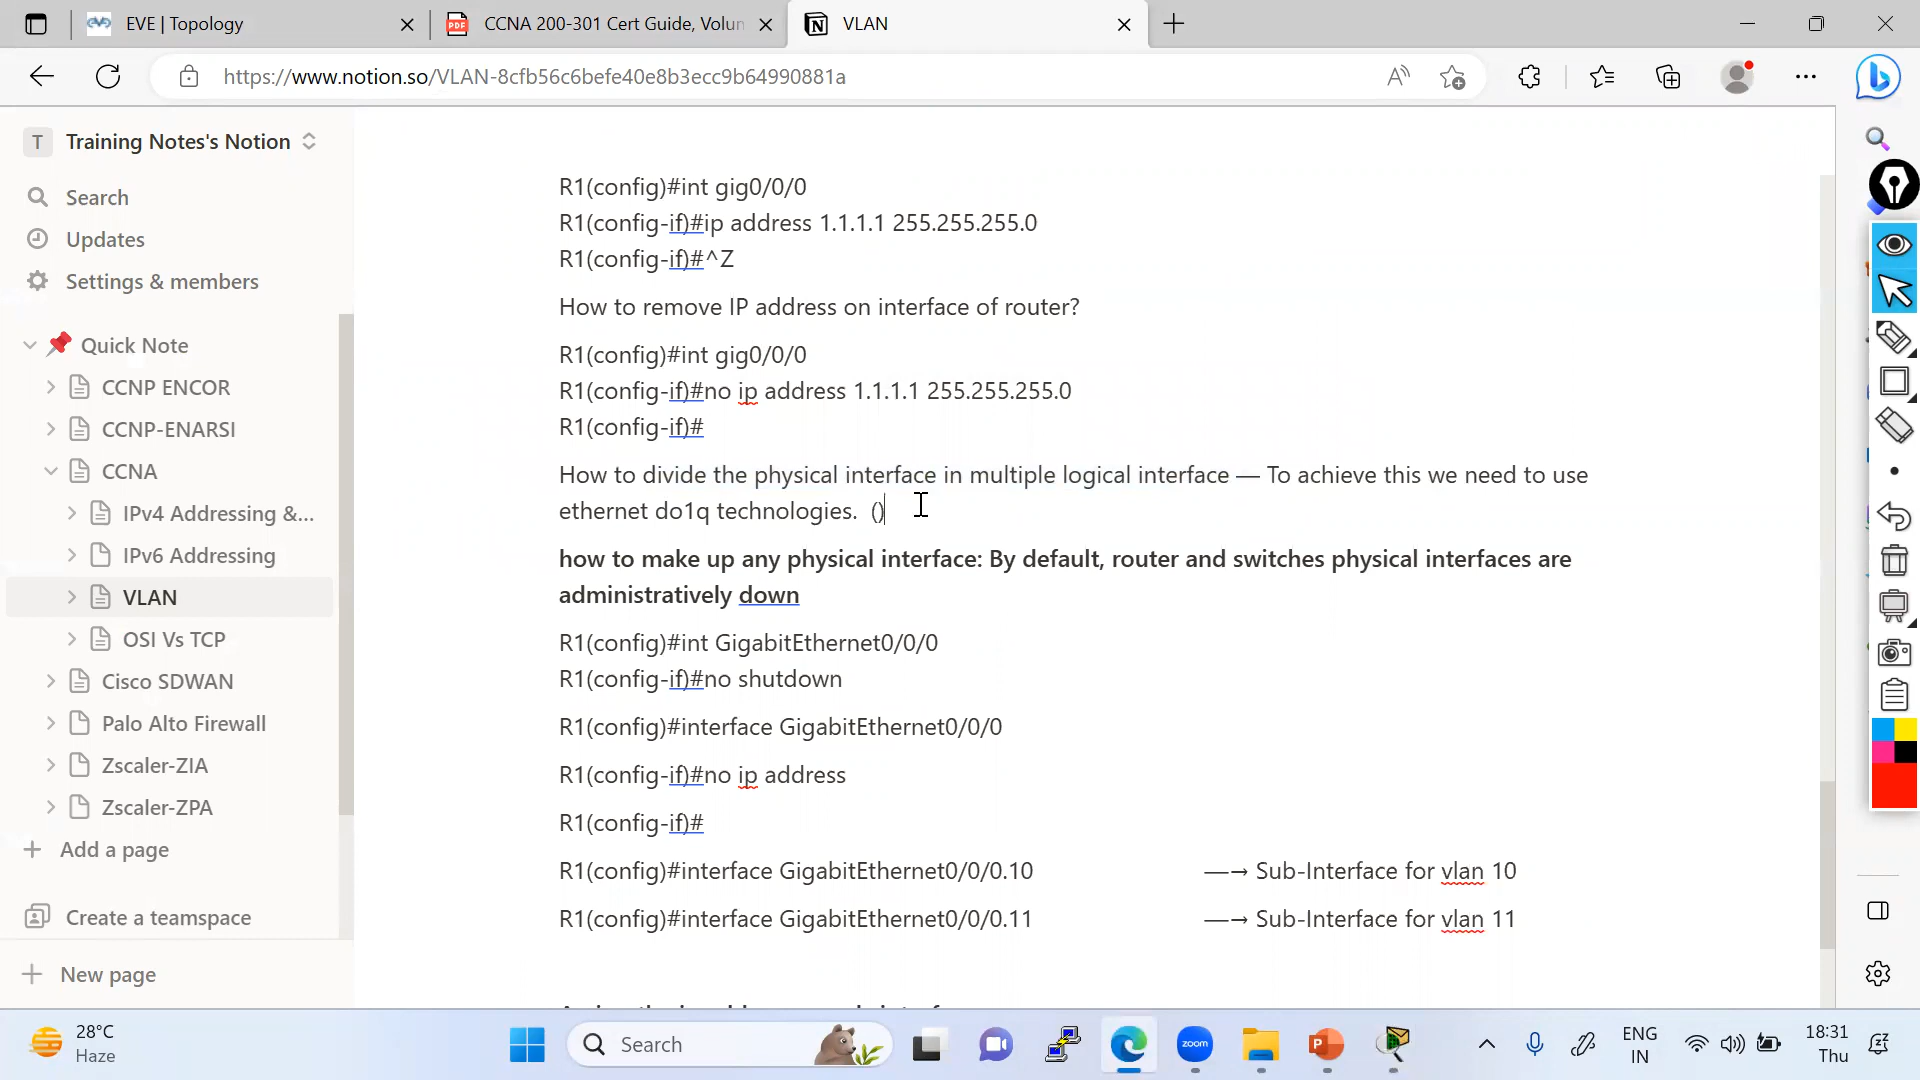 EVE | Topology
CCNA 200-301 Cert Guide, Volun
VLAN
https://www.notion.so/VLAN-8cfb56c6befe40e8b3ecc9b64990881a
T Training Notes's Notion
Search
Updates
Settings & members
Quick Note
CCNP ENCOR
CCNP-ENARSI
CCNA
IPv4 Addressing &...
IPv6 Addressing
VLAN
OSI Vs TCP
Cisco SDWAN
Palo Alto Firewall
Zscaler-ZIA
Zscaler-ZPA
Add a page
Create a teamspace
New page
R1(config)#int gig0/0/0
R1(config-if)#ip address 1.1.1.1 255.255.255.0
R1(config-if)#^Z
How to remove IP address on interface of router?
R1(config)#int gig0/0/0
R1(config-if)#no ip address 1.1.1.1 255.255.255.0
R1(config-if)#
How to divide the physical interface in multiple logical interface — To achieve this we need to use
ethernet do1q technologies.  ()
how to make up any physical interface: By default, router and switches physical interfaces are
administratively down
R1(config)#int GigabitEthernet0/0/0
R1(config-if)#no shutdown
R1(config)#interface GigabitEthernet0/0/0
R1(config-if)#no ip address
R1(config-if)#
R1(config)#interface GigabitEthernet0/0/0.10 —→ Sub-Interface for vlan 10
R1(config)#interface GigabitEthernet0/0/0.11 —→ Sub-Interface for vlan 11
28°C
Haze
Search
zoom
ENG
IN
18:31
Thu